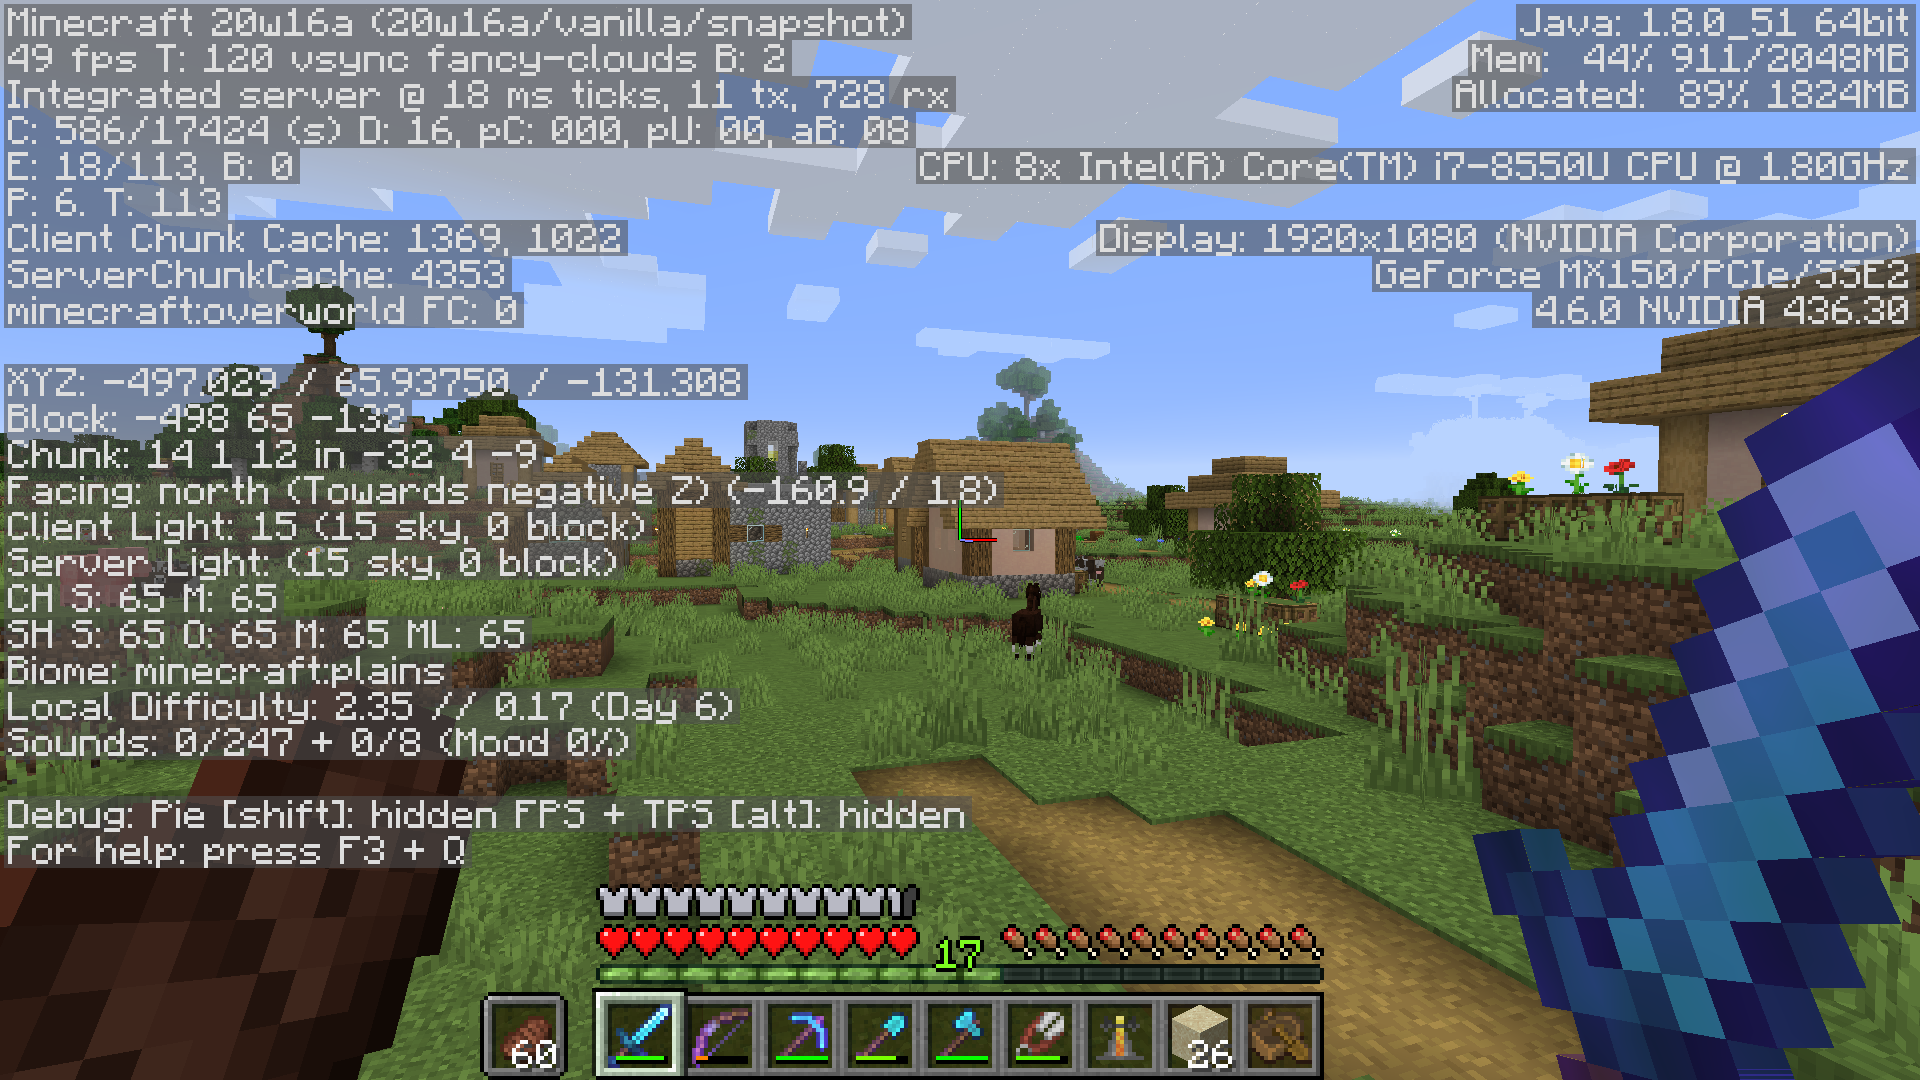 Minecraft 20w16a (20w16a/vanilla/snapshot)
49 fps T: 120 vsync fancy-clouds B: 2
Integrated server @ 18 ms ticks, 11 tx, 728 rx
C: 586/17424 (s) D: 16, pC: 000, pU: 00, aB: 08
E: 18/113, B: 0
P: 6. T: 113
Client Chunk Cache: 1369, 1022
ServerChunkCache: 4353
minecraft:overworld FC: 0
XYZ: -497.029 / 65.93750 / -131.308
Block: -498 65 -132
Chunk: 14 1 12 in -32 4 -9
Facing: north (Towards negative Z) (-160.9 / 1.8)
Client Light: 15 (15 sky, 0 block)
Server Light: (15 sky, 0 block)
CH S: 65 M: 65
SH S: 65 O: 65 M: 65 ML: 65
Biome: minecraft:plains
Local Difficulty: 2.35 // 0.17 (Day 6)
Sounds: 0/247 + 0/8 (Mood 0%)
Debug: Pie [shift]: hidden FPS + TPS [alt]: hidden
For help: press F3 + Q
Java: 1.8.0_51 64bit
Mem: 44% 911/2048MB
Allocated: 89% 1824MB
CPU: 8x Intel(R) Core(TM) i7-8550U CPU @ 1.80GHz
Display: 1920x1080 (NVIDIA Corporation)
GeForce MX150/PCIe/SSE2
4.6.0 NVIDIA 436.30
17
60
26